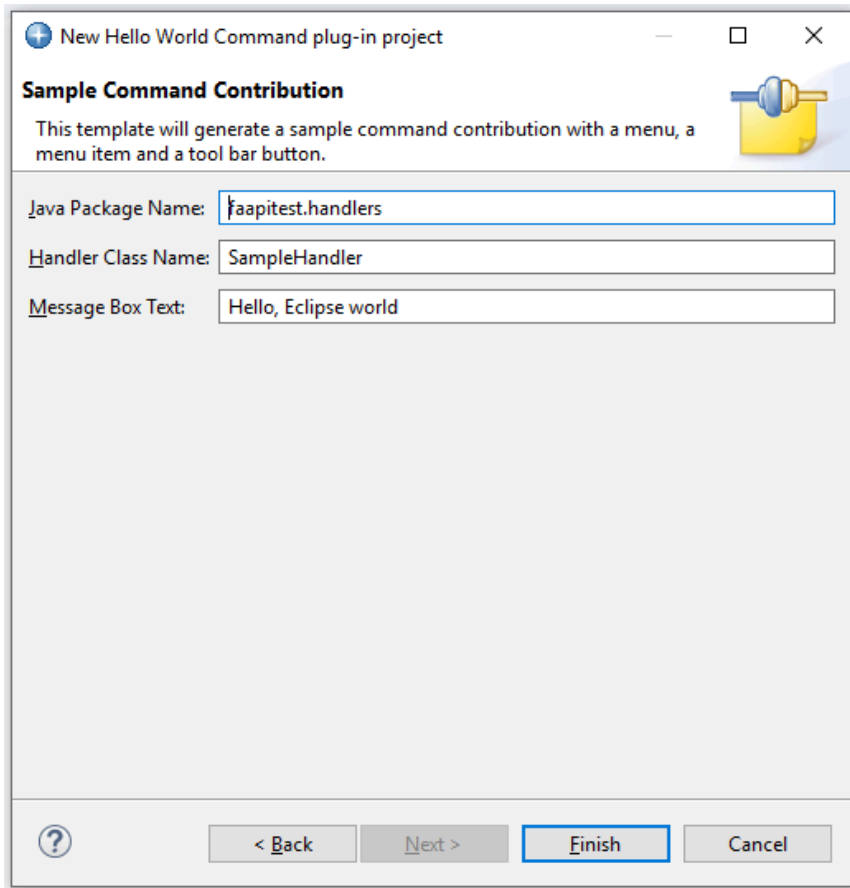 New Hello World Command plug-in project
Sample Command Contribution
This template will generate a sample command contribution with a menu, a
menu item and a tool bar button.
Java Package Name: faapitest.handlers
Handler Class Name: SampleHandler
Message Box Text: Hello, Eclipse world
? < Back Next > Finish Cancel